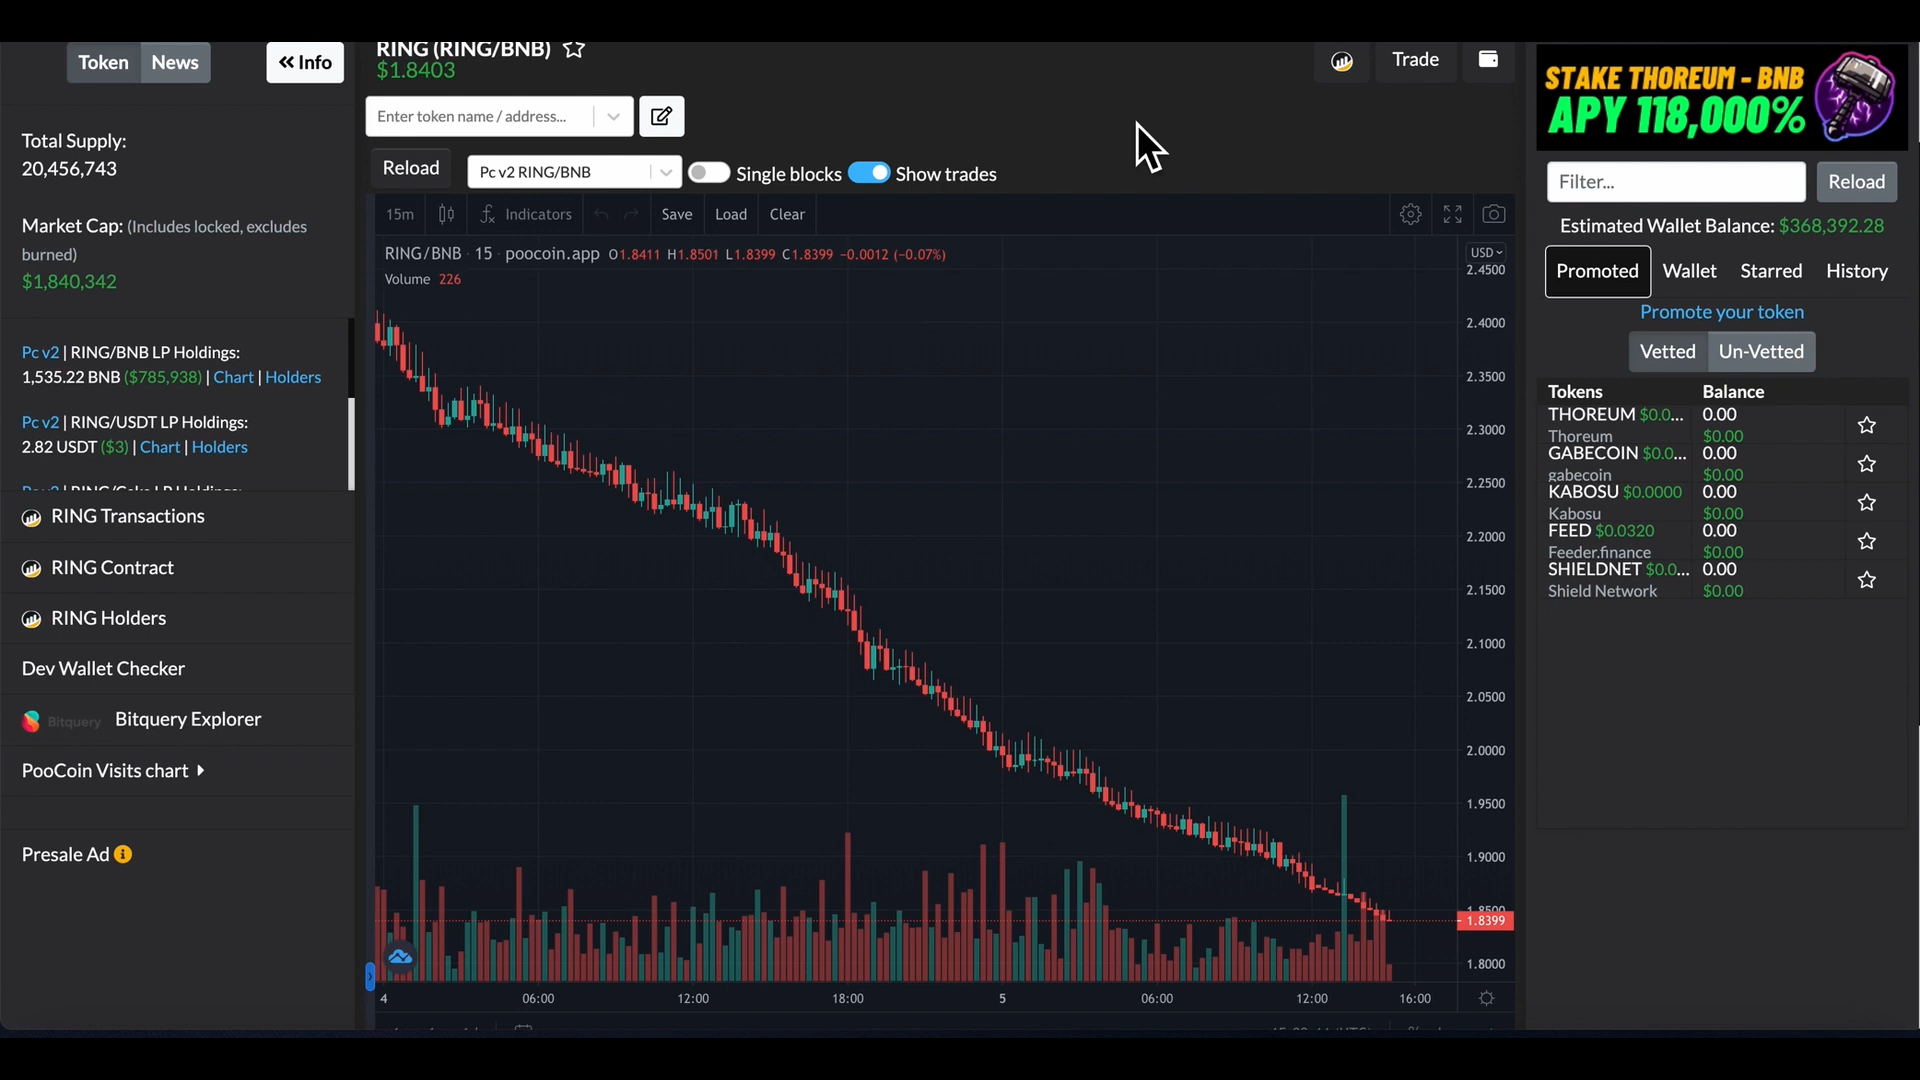 Token
News
Info
Total Supply:
20,456,743
Market Cap: (Includes locked, excludes
burned)
$1,840,342
Pc v2 | RING/BNB LP Holdings:
1,535.22 BNB ($785,938) | Chart | Holders
Pc v2 | RING/USDT LP Holdings:
2.82 USDT ($3) | Chart | Holders
RING Transactions
RING Contract
RING Holders
Dev Wallet Checker
Bitquery
Bitquery Explorer
PooCoin Visits chart
Presale Ad
RING (RING/BNB)
$1.8403
Trade
Enter token name / address...
Reload
Pc v2 RING/BNB
Single blocks
Show trades
15m
Indicators
Save
Load
Clear
RING/BNB · 15 · poocoin.app O1.8411 H1.8501 L1.8399 C1.8399 −0.0012 (−0.07%)
Volume 226
USD
2.4500
2.4000
2.3500
2.3000
2.2500
2.2000
2.1500
2.1000
2.0500
2.0000
1.9500
1.9000
1.8500
1.8399
1.8000
4
06:00
12:00
18:00
5
06:00
12:00
16:00
STAKE THOREUM - BNB
APY 118,000%
Filter...
Reload
Estimated Wallet Balance: $368,392.28
Promoted
Wallet
Starred
History
Promote your token
Vetted
Un-Vetted
Tokens Balance
THOREUM $0.0... 0.00
Thoreum $0.00
GABECOIN $0.0... 0.00
gabecoin $0.00
KABOSU $0.0000 0.00
Kabosu $0.00
FEED $0.0320 0.00
Feeder.finance $0.00
SHIELDNET $0.0... 0.00
Shield Network $0.00